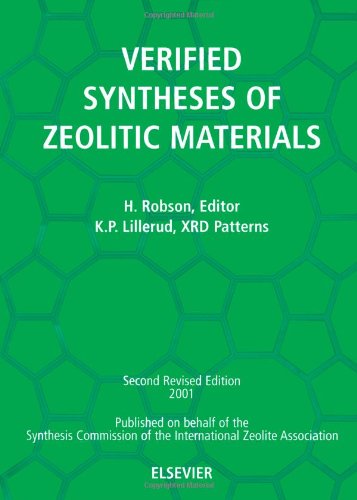 VERIFIED
SYNTHESES OF
ZEOLITIC MATERIALS
H. Robson, Editor
K.P. Lillerud, XRD Patterns
Second Revised Edition
2001
Published on behalf of the
Synthesis Commission of the International Zeolite Association
ELSEVIER